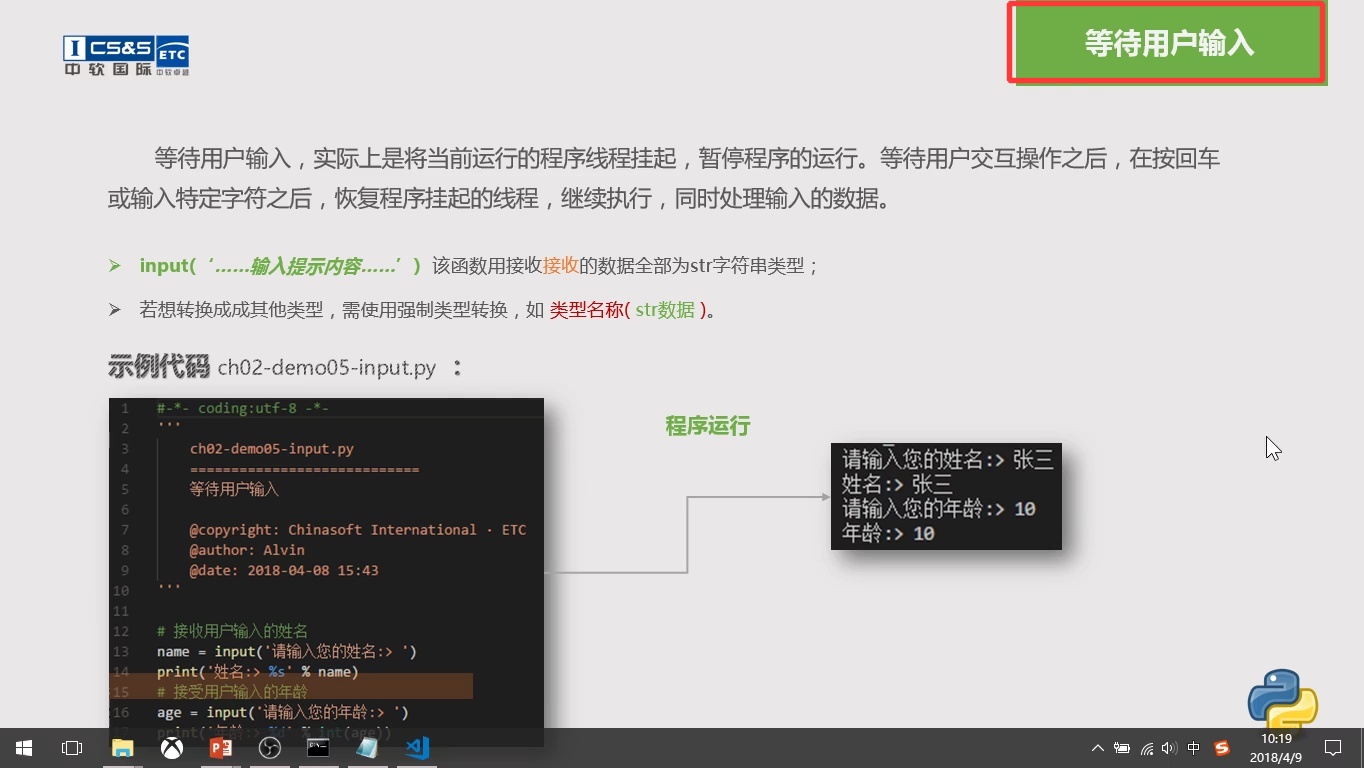 I CS&S ETC
中软国际 中软卓越
等待用户输入
等待用户输入，实际上是将当前运行的程序线程挂起，暂停程序的运行。等待用户交互操作之后，在按回车
或输入特定字符之后，恢复程序挂起的线程，继续执行，同时处理输入的数据。
➢ input(‘……输入提示内容……’) 该函数用接收接收的数据全部为str字符串类型；
➢ 若想转换成成其他类型，需使用强制类型转换，如 类型名称( str数据 )。
示例代码 ch02-demo05-input.py ：
1 #-*- coding:utf-8 -*-
2 '''
3 ch02-demo05-input.py
4 ============================
5 等待用户输入
6
7 @copyright: Chinasoft International · ETC
8 @author: Alvin
9 @date: 2018-04-08 15:43
10 '''
11
12 # 接收用户输入的姓名
13 name = input('请输入您的姓名:> ')
14 print('姓名:> %s' % name)
15 # 接受用户输入的年龄
16 age = input('请输入您的年龄:> ')
17 print('年龄:> %d' % int(age))
程序运行
请输入您的姓名:> 张三
姓名:> 张三
请输入您的年龄:> 10
年龄:> 10
中
10:19
2018/4/9